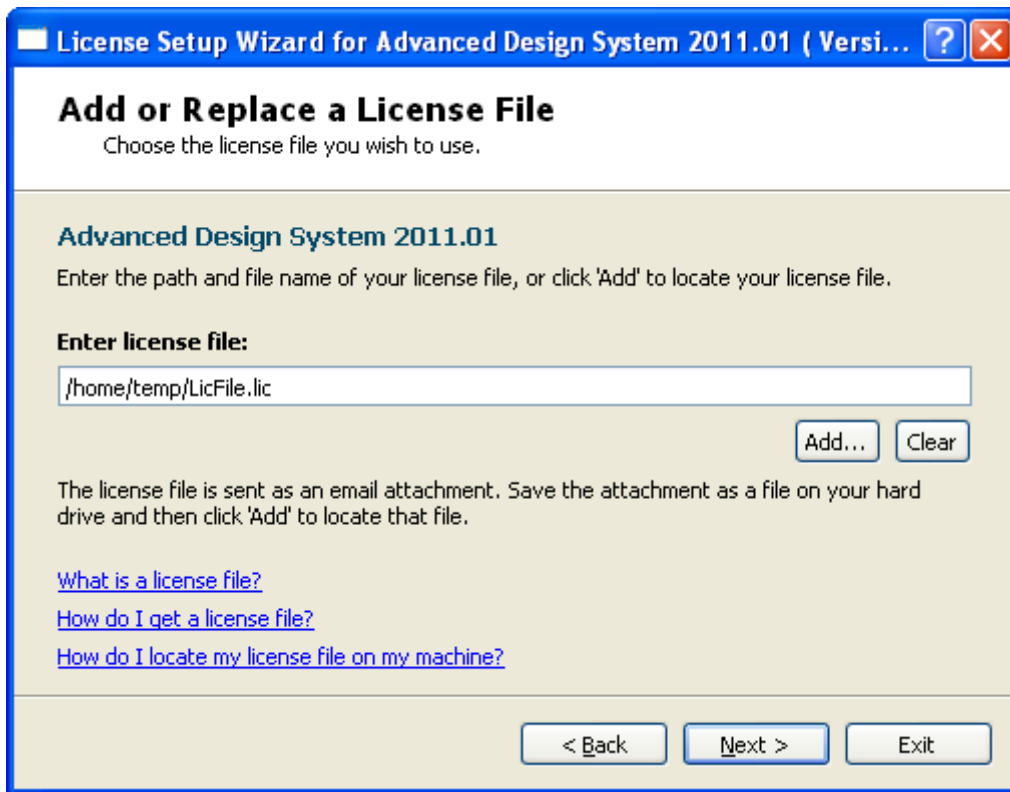 License Setup Wizard for Advanced Design System 2011.01 ( Versi...
Add or Replace a License File
Choose the license file you wish to use.
Advanced Design System 2011.01
Enter the path and file name of your license file, or click 'Add' to locate your license file.
Enter license file:
/home/temp/LicFile.lic
Add... Clear
The license file is sent as an email attachment. Save the attachment as a file on your hard
drive and then click 'Add' to locate that file.
What is a license file?
How do I get a license file?
How do I locate my license file on my machine?
< Back Next > Exit